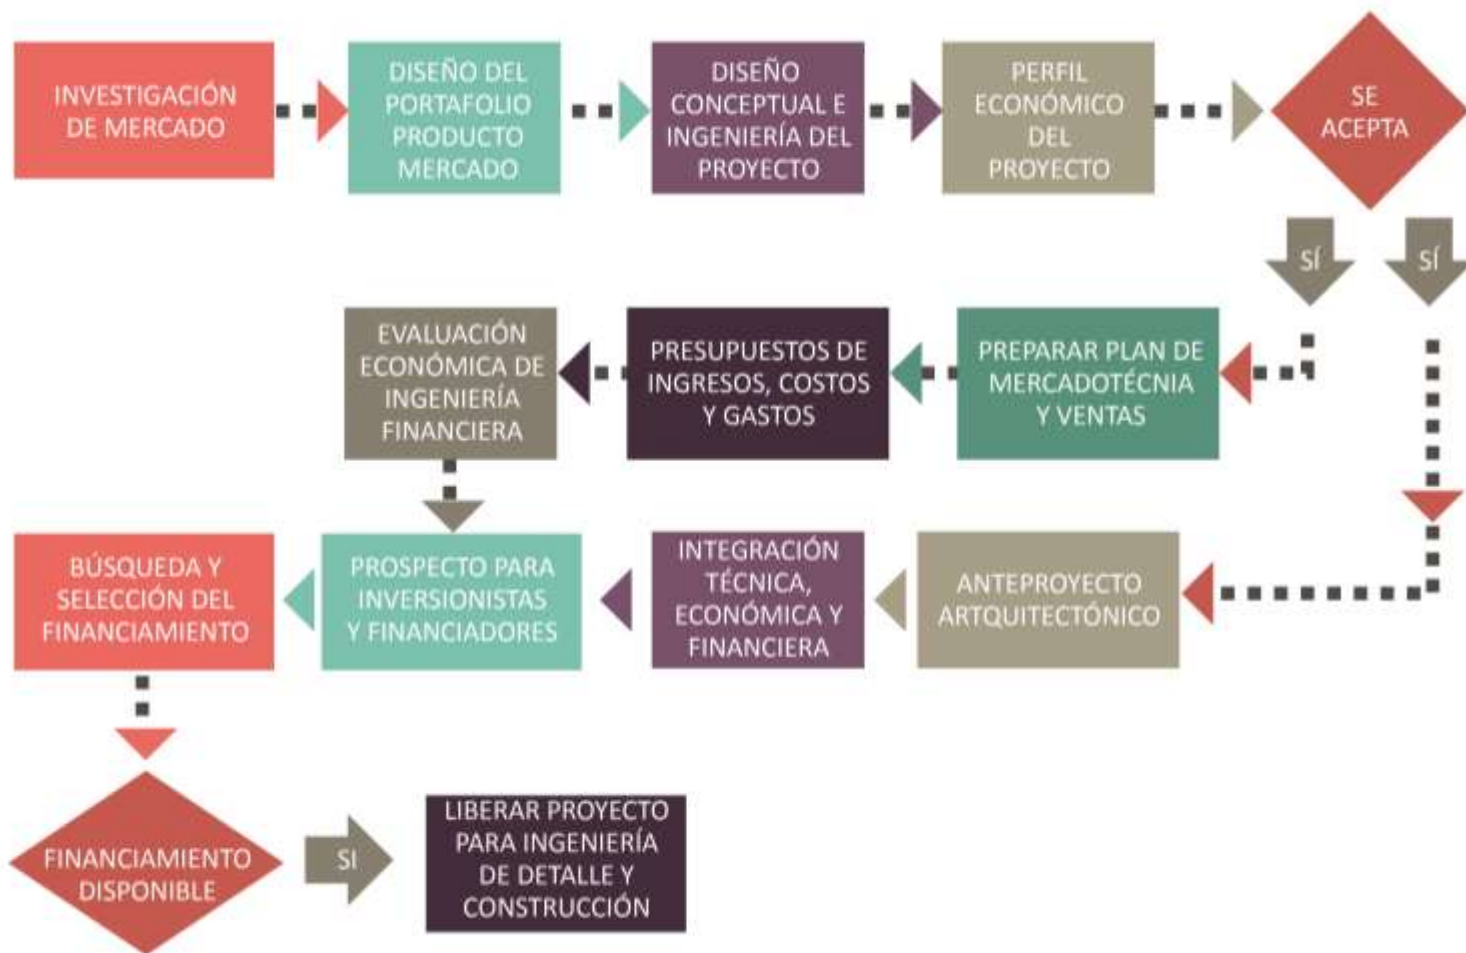 INVESTIGACIÓN
DE MERCADO
DISEÑO DEL
PORTAFOLIO
PRODUCTO
MERCADO
DISEÑO
CONCEPTUAL E
INGENIERÍA DEL
PROYECTO
PERFIL
ECONÓMICO
DEL
PROYECTO
SE
ACEPTA
SÍ
SÍ
EVALUACIÓN
ECONÓMICA DE
INGENIERÍA
FINANCIERA
PRESUPUESTOS DE
INGRESOS, COSTOS
Y GASTOS
PREPARAR PLAN DE
MERCADOTÉCNIA
Y VENTAS
BÚSQUEDA Y
SELECCIÓN DEL
FINANCIAMIENTO
PROSPECTO PARA
INVERSIONISTAS
Y FINANCIADORES
INTEGRACIÓN
TÉCNICA,
ECONÓMICA Y
FINANCIERA
ANTEPROYECTO
ARTQUITECTÓNICO
FINANCIAMIENTO
DISPONIBLE
SI
LIBERAR PROYECTO
PARA INGENIERÍA
DE DETALLE Y
CONSTRUCCIÓN